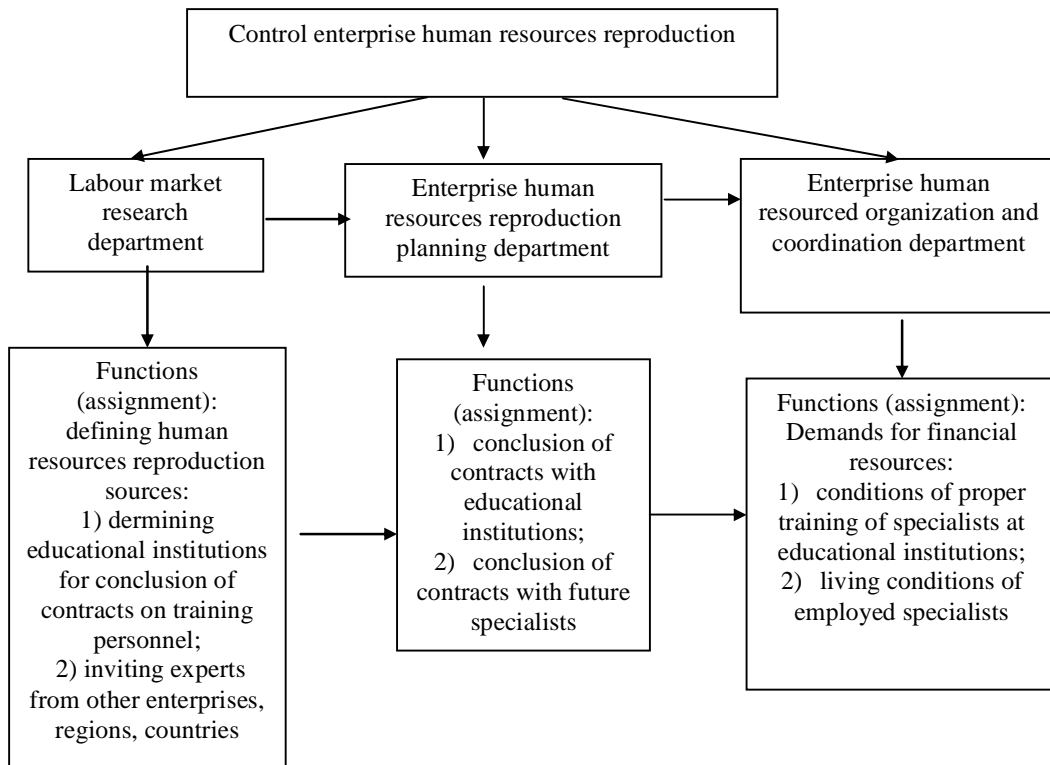 Control enterprise human resources reproduction
Labour market
research
department
Enterprise human
resources reproduction
planning department
Enterprise human
resourced organization and
coordination department
Functions
(assignment):
defining human
resources reproduction
sources:
1) dermining
educational institutions
for conclusion of
contracts on training
personnel;
2) inviting experts
from other enterprises,
regions, countries
Functions
(assignment):
1) conclusion of
contracts with
educational
institutions;
2) conclusion of
contracts with future
specialists
Functions (assignment):
Demands for financial
resources:
1) conditions of proper
training of specialists at
educational institutions;
2) living conditions of
employed specialists